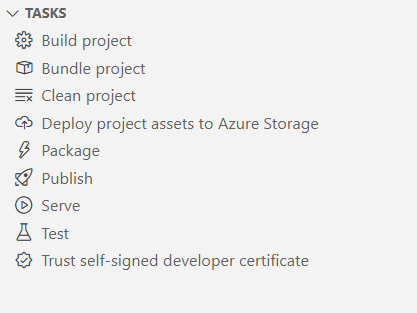 TASKS
Build project
Bundle project
Clean project
Deploy project assets to Azure Storage
Package
Publish
Serve
Test
Trust self-signed developer certificate